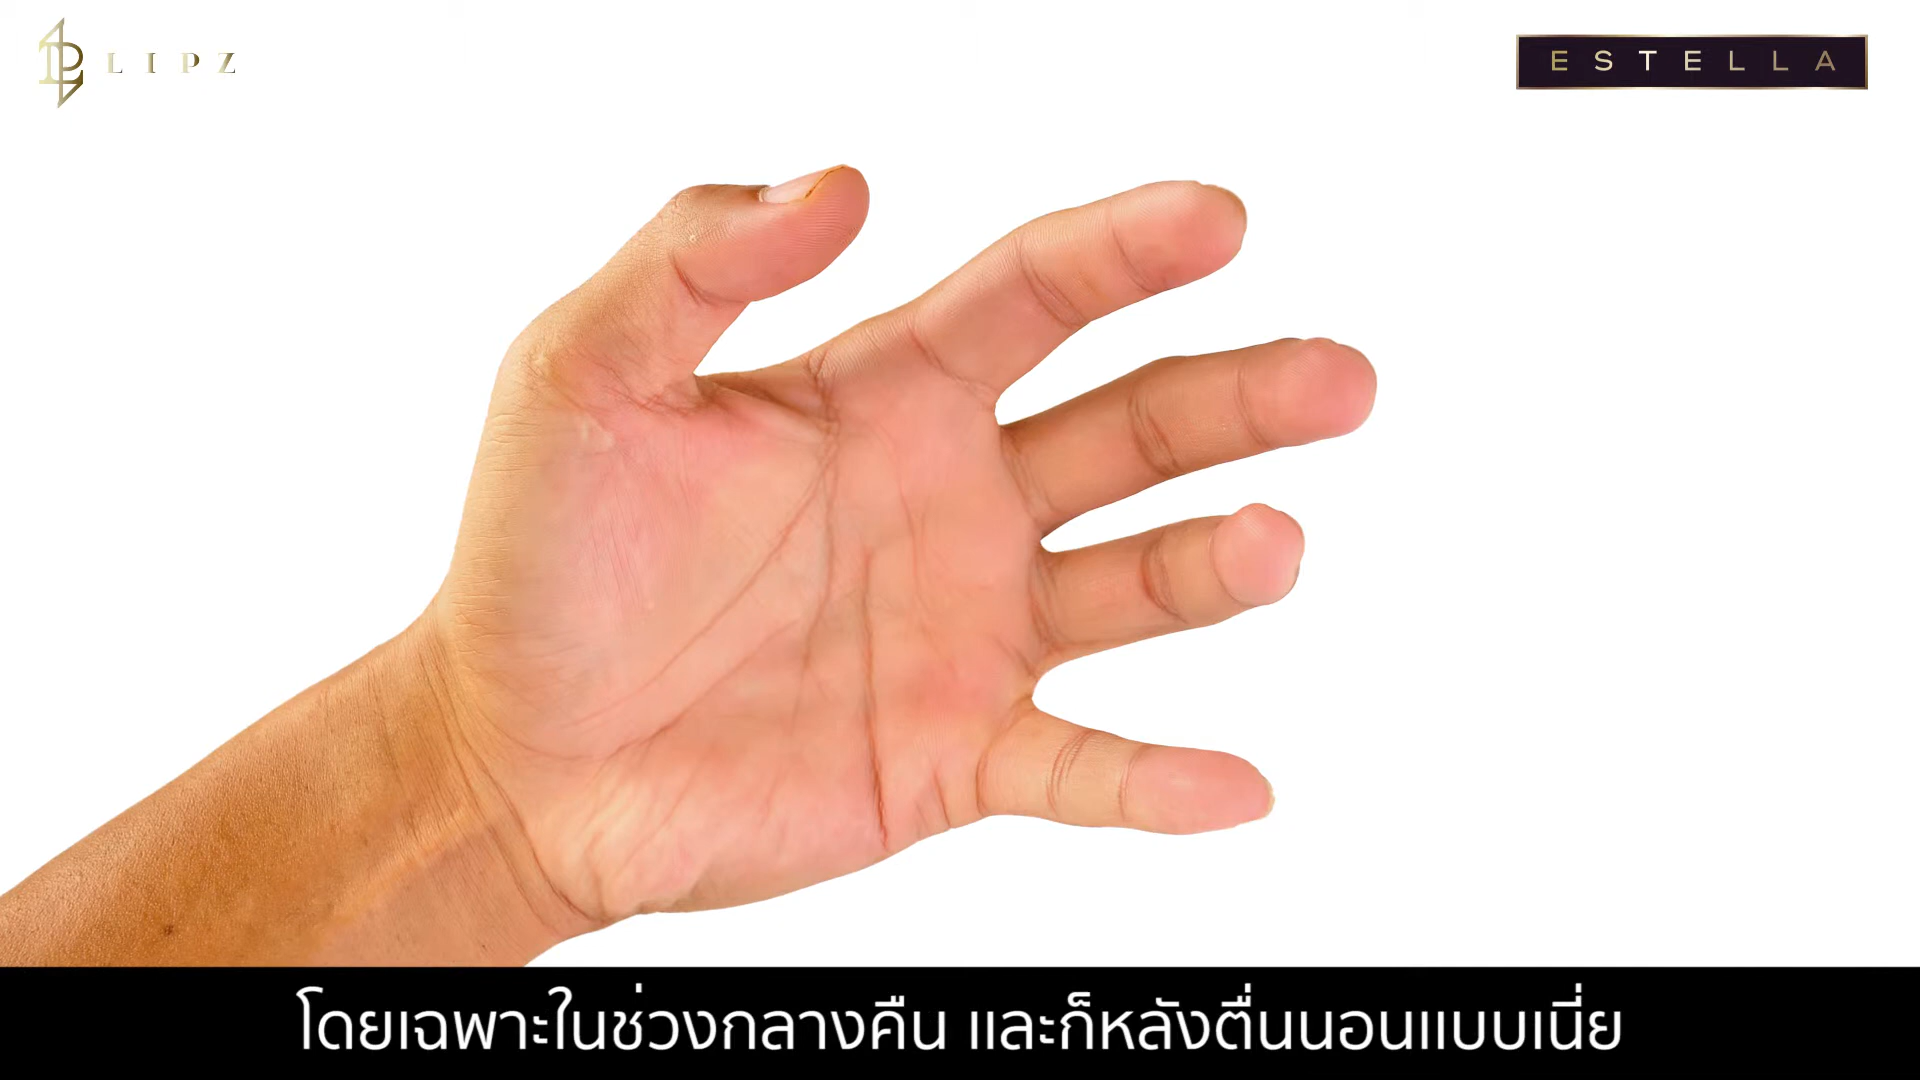 LIPZ
ESTELLA
โดยเฉพาะในช่วงกลางคืน และก็หลังตื่นนอนแบบเนี่ย